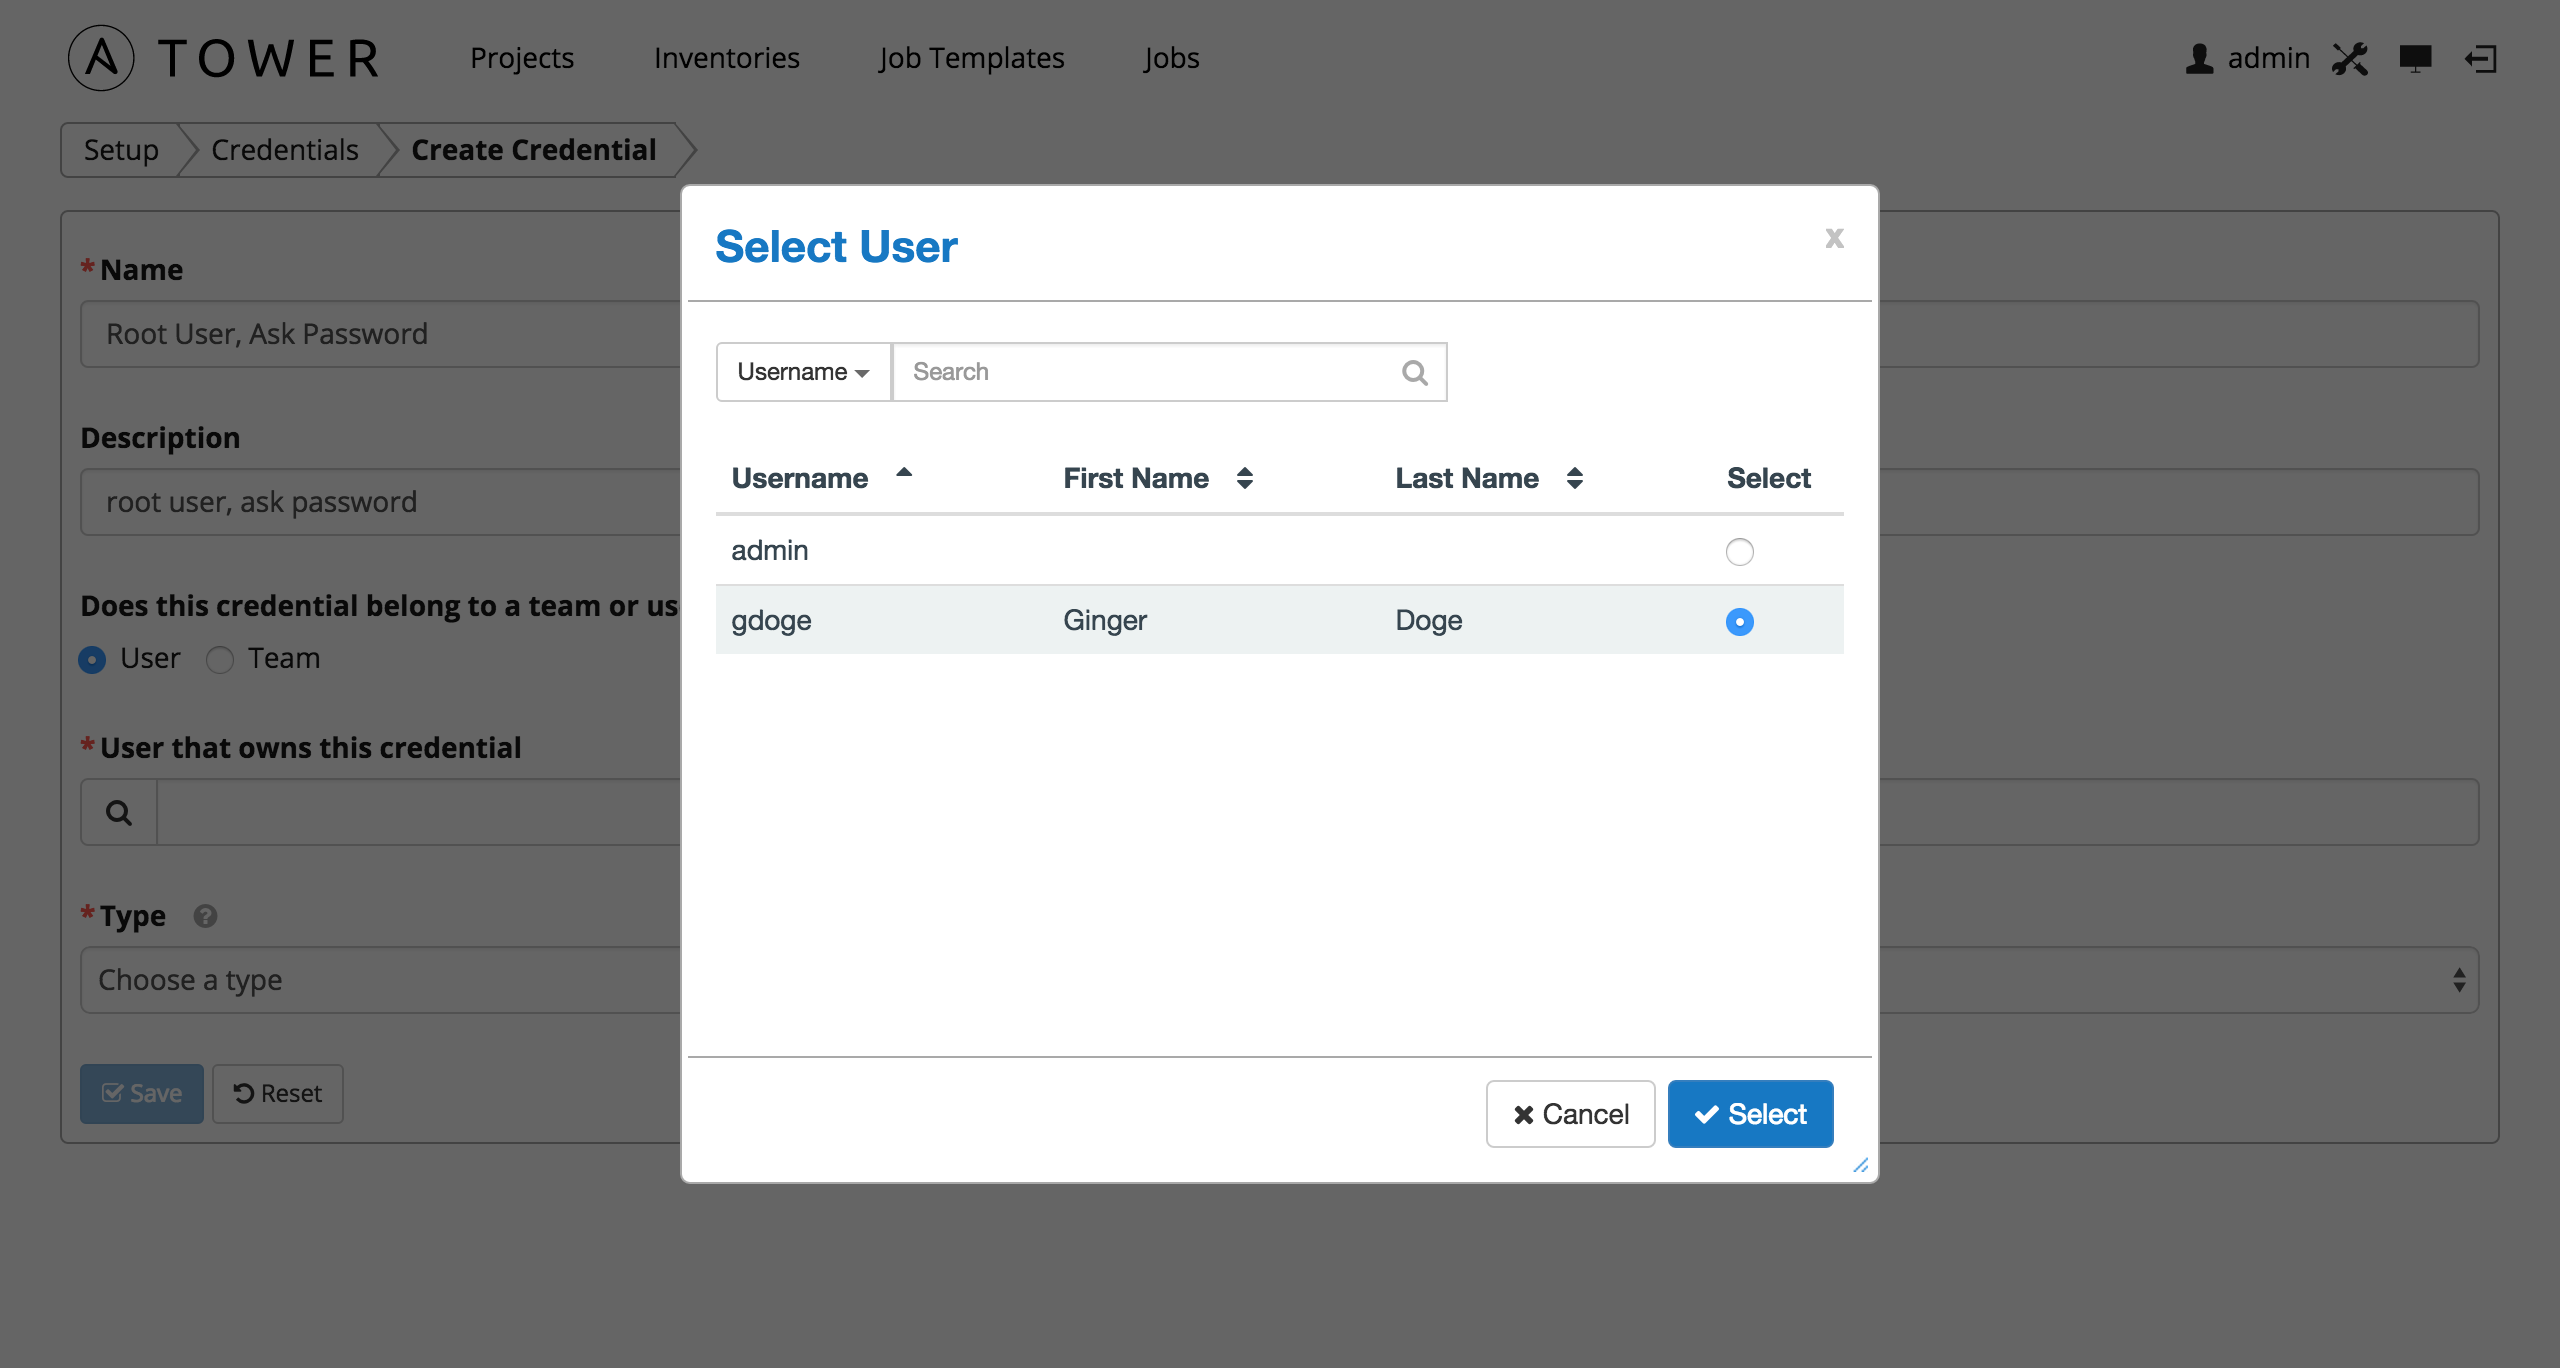 TOWER Projects Inventories Job Templates Jobs admin
Setup Credentials Create Credential
Select User x
* Name
Root User, Ask Password
Username Search
Description
Username First Name Last Name Select
root user, ask password
admin
Does this credential belong to a team or us
gdoge Ginger Doge
User Team
* User that owns this credential
* Type ?
Choose a type
Save Reset
Cancel Select